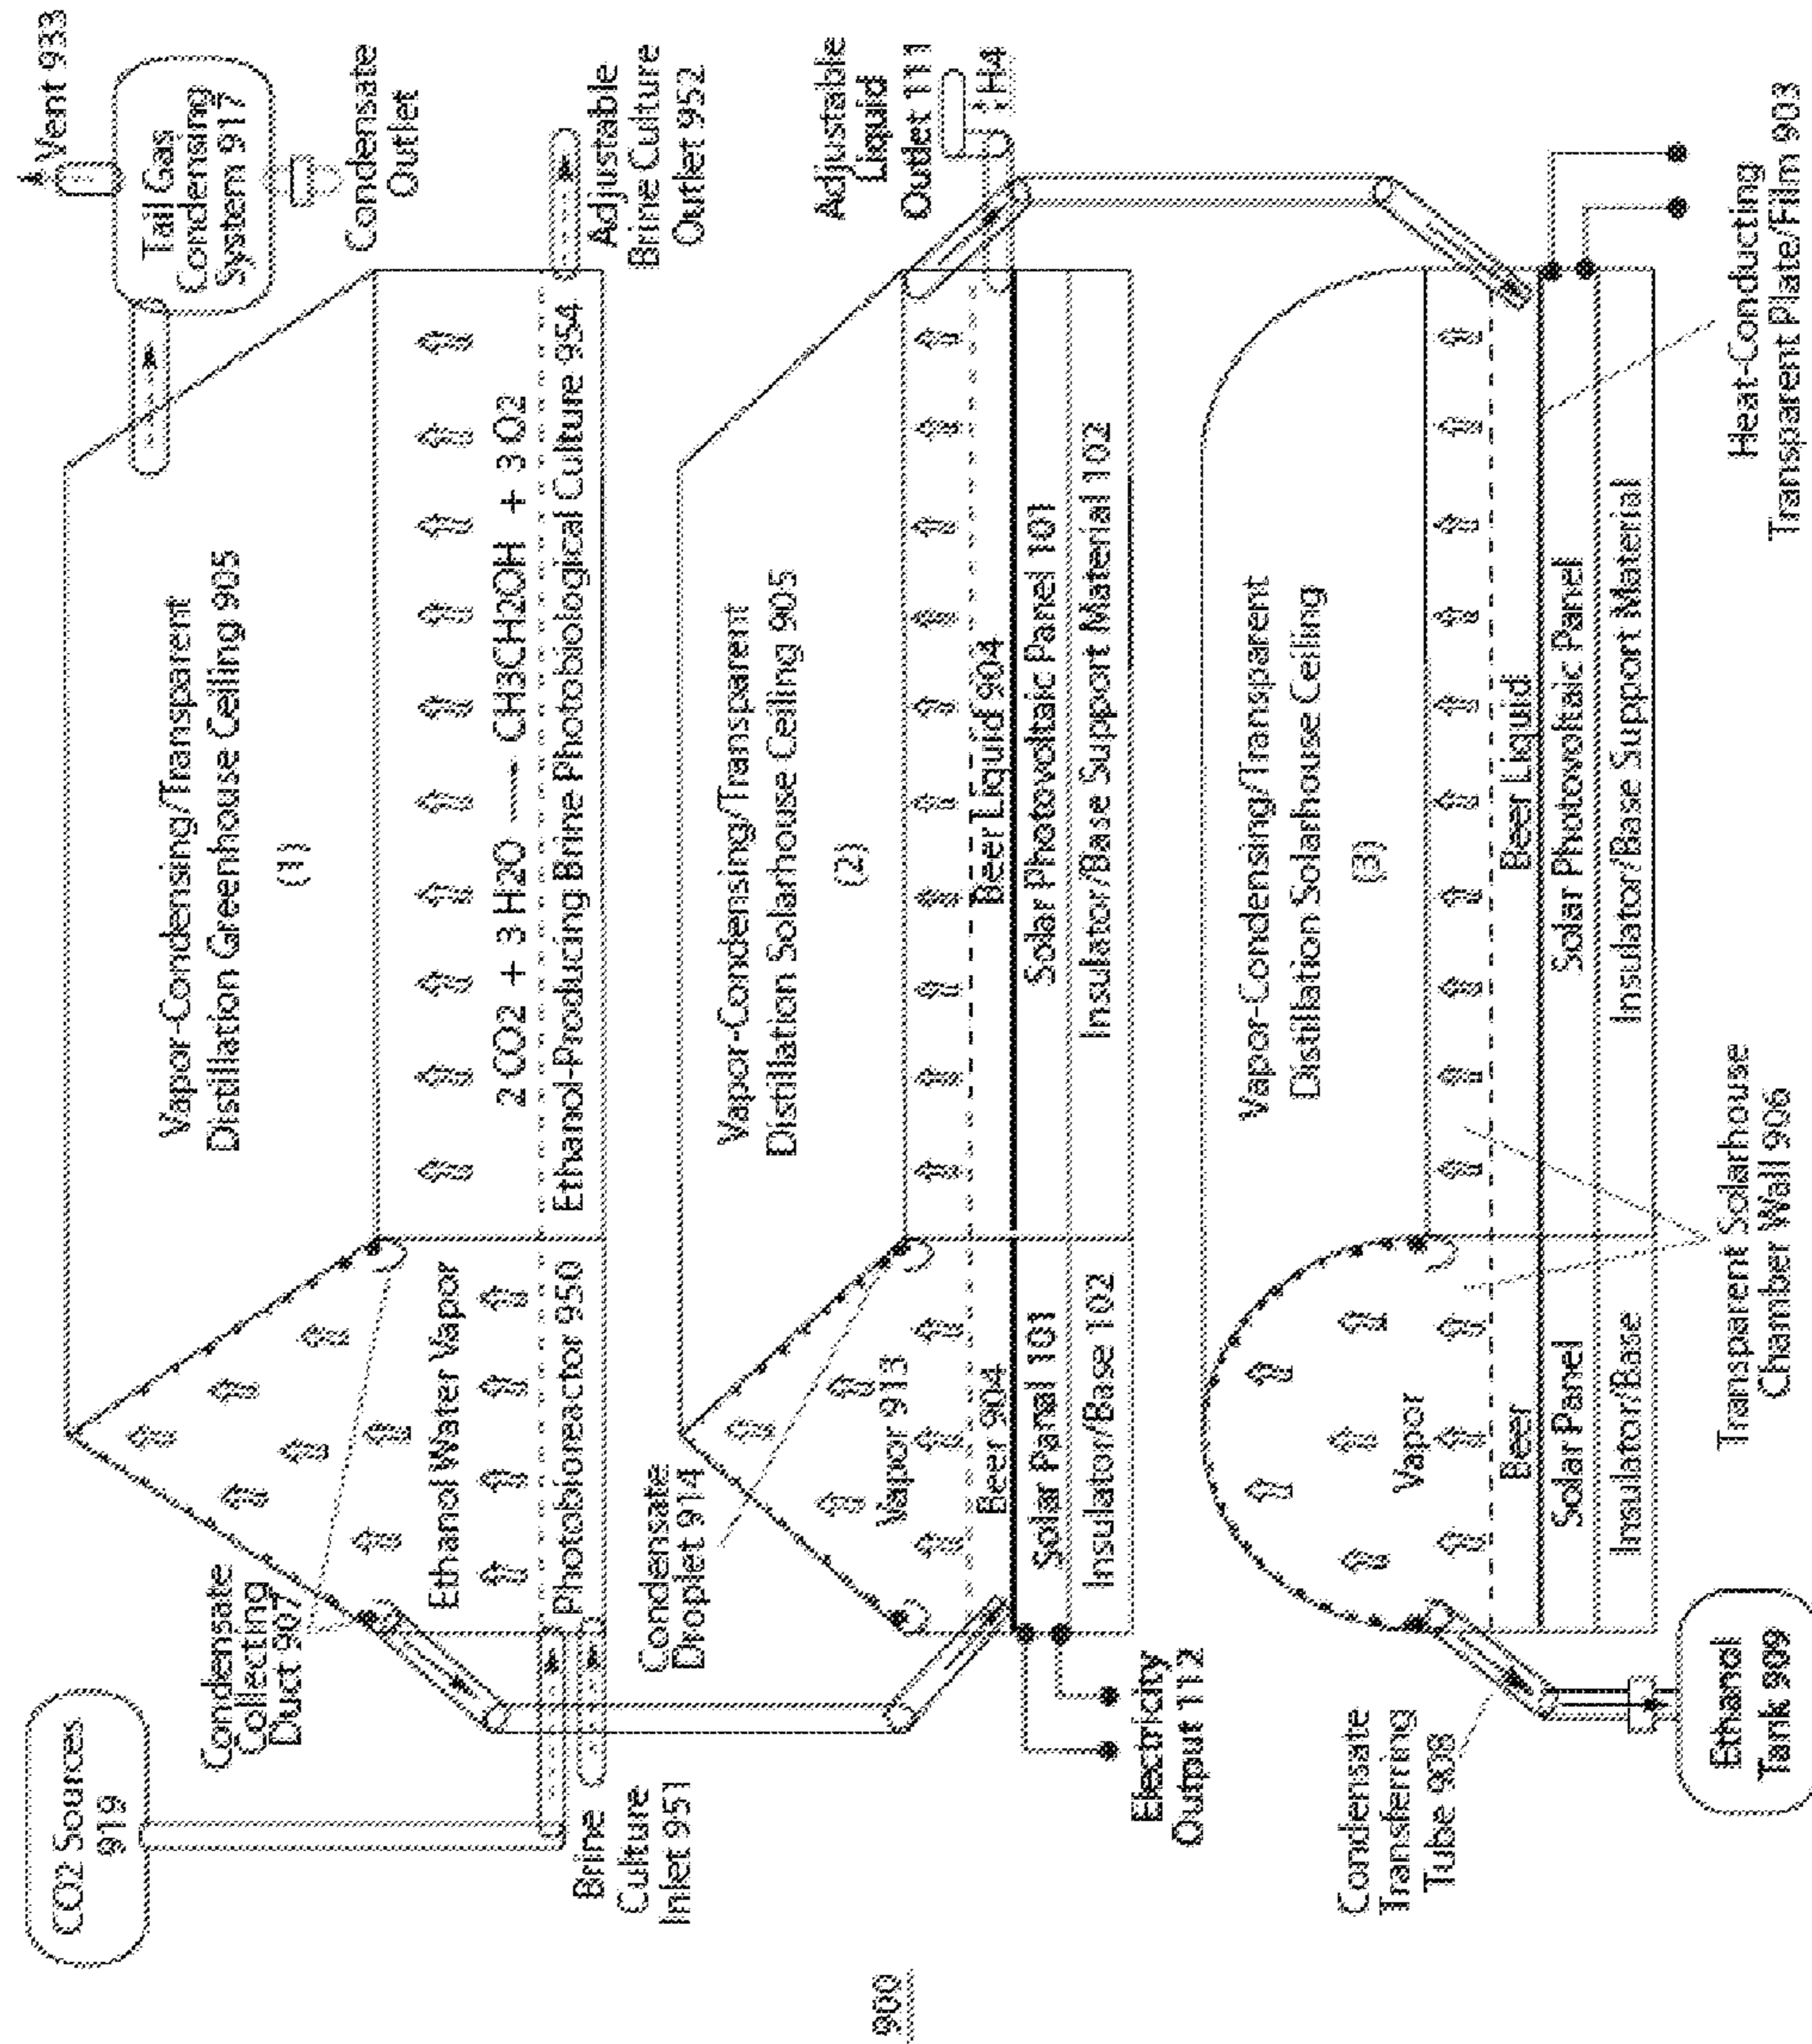 CO2 Sources
919
Condensate
Collecting
Duct 907
Vapor-Condensing/Transparent
Distillation Greenhouse Ceiling 905
(1)
Vent 933
Tail Gas
Condensing
System 917
Condensate
Outlet
Ethanol Water Vapor
2 CO2 + 3 H2O ---- CH3CH2OH + 3 O2
Photobioreactor 950
Ethanol-Producing Brine Photobiological Culture 954
Adjustable
Brine Culture
Outlet 952
Brine
Culture
Inlet 951
Condensate
Droplet 914
Vapor-Condensing/Transparent
Distillation Solarhouse Ceiling 905
(2)
Adjustable
Liquid
Outlet 111
H4
Vapor 913
Beer 904
Beer Liquid 904
Solar Panal 101
Solar Photovoltaic Panel 101
Insulator/Base 102
Insulator/Base Support Material 102
Electricity
Output 112
900
Vapor-Condensing/Transparent
Distillation Solarhouse Ceiling
(3)
Condensate
Transferring
Tube 908
Vapor
Beer
Beer Liquid
Solar Panel
Solar Photovoltaic Panel
Insulator/Base
Insulator/Base Support Material
Ethanol
Tank 909
Transparent Solarhouse
Chamber Wall 906
Heat-Conducting
Transparent Plate/Film 903